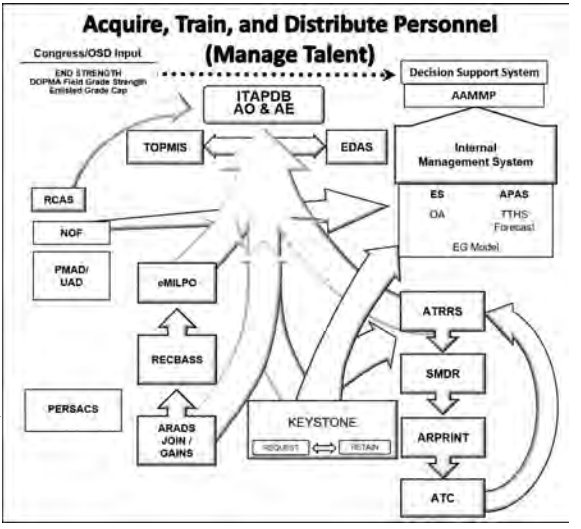 Acquire, Train, and Distribute Personnel
(Manage Talent)
Congress/OSD Input
END STRENGTH
DOPMA Field Grade Strength
Enlisted Grade Cap
Decision Support System
AAMMP
ITAPDB
AO & AE
TOPMIS
EDAS
Internal
Management System
RCAS
NOF
ES
APAS
OA
TTHS
Forecast
EG Model
PMAD/
UAD
eMILPO
ATRRS
RECBASS
SMDR
PERSACS
ARADS
JOIN /
GAINS
KEYSTONE
REQUEST
RETAIN
ARPRINT
ATC